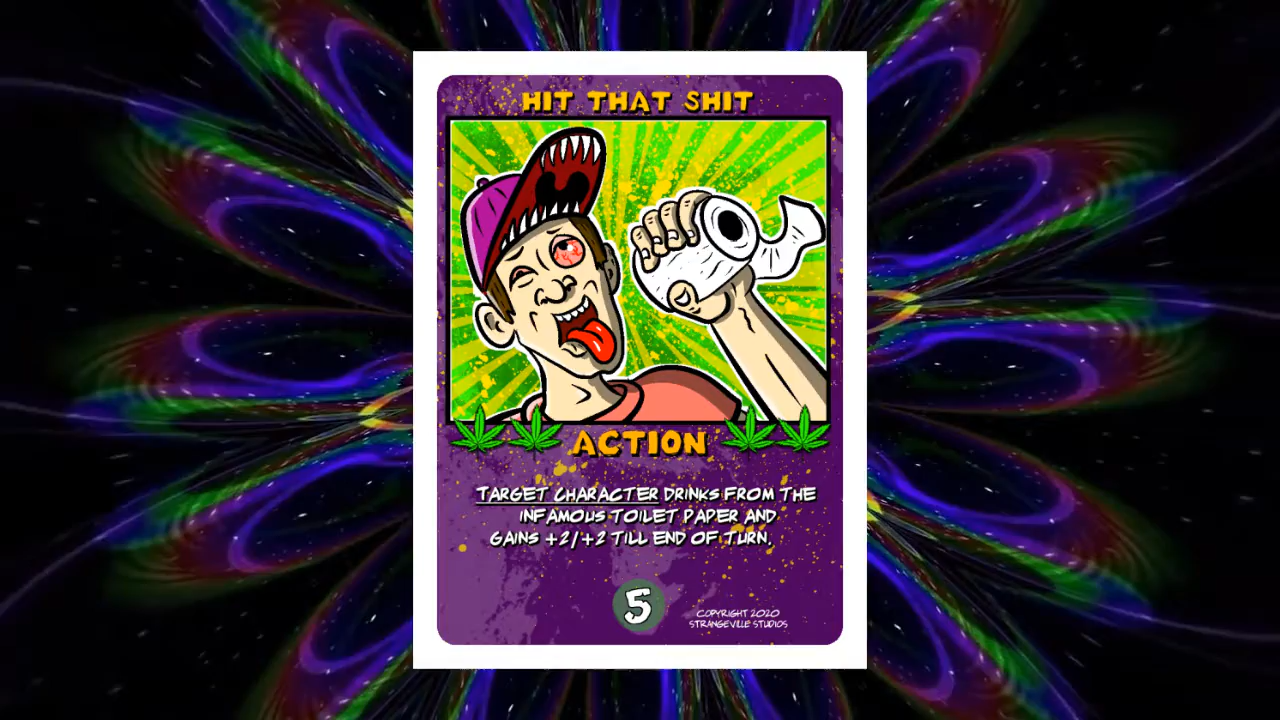 HIT THAT SHIT
ACTION
TARGET CHARACTER DRINKS FROM THE
INFAMOUS TOILET PAPER AND
GAINS +2/+2 TILL END OF TURN.
5
COPYRIGHT 2020
STRANGEVILLE STUDIOS